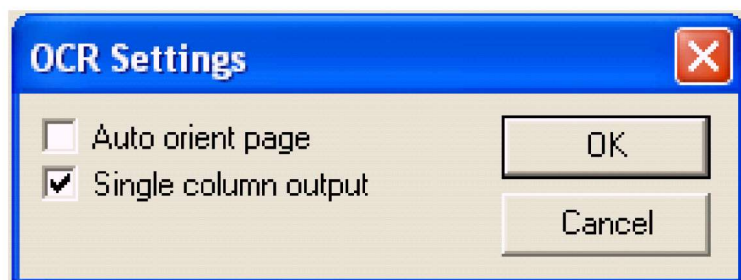 OCR Settings
Auto orient page
Single column output
OK
Cancel